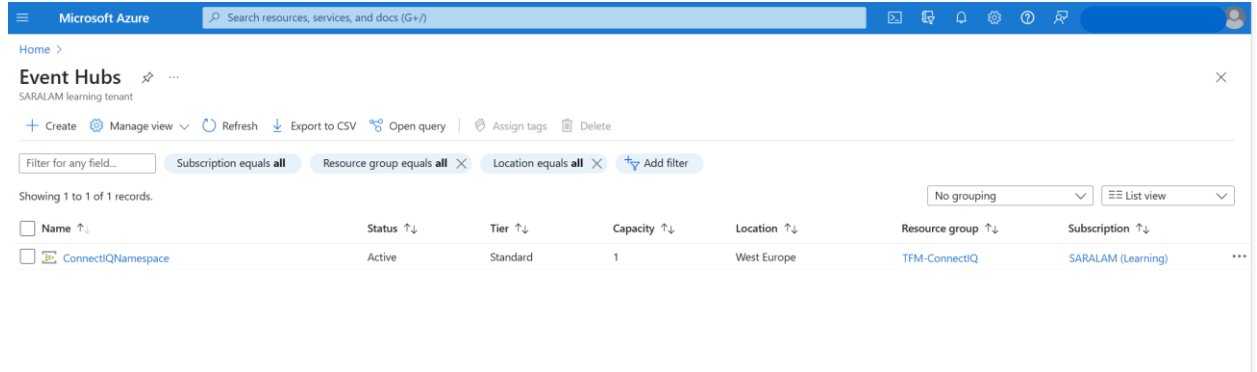 Microsoft Azure
Search resources, services, and docs (G+/)
Home >
Event Hubs
SARALAM learning tenant
Create Manage view Refresh Export to CSV Open query Assign tags Delete
Filter for any field... Subscription equals all Resource group equals all Location equals all Add filter
Showing 1 to 1 of 1 records.
No grouping List view
Name Status Tier Capacity Location Resource group Subscription
ConnectIQNamespace Active Standard 1 West Europe TFM-ConnectIQ SARALAM (Learning)